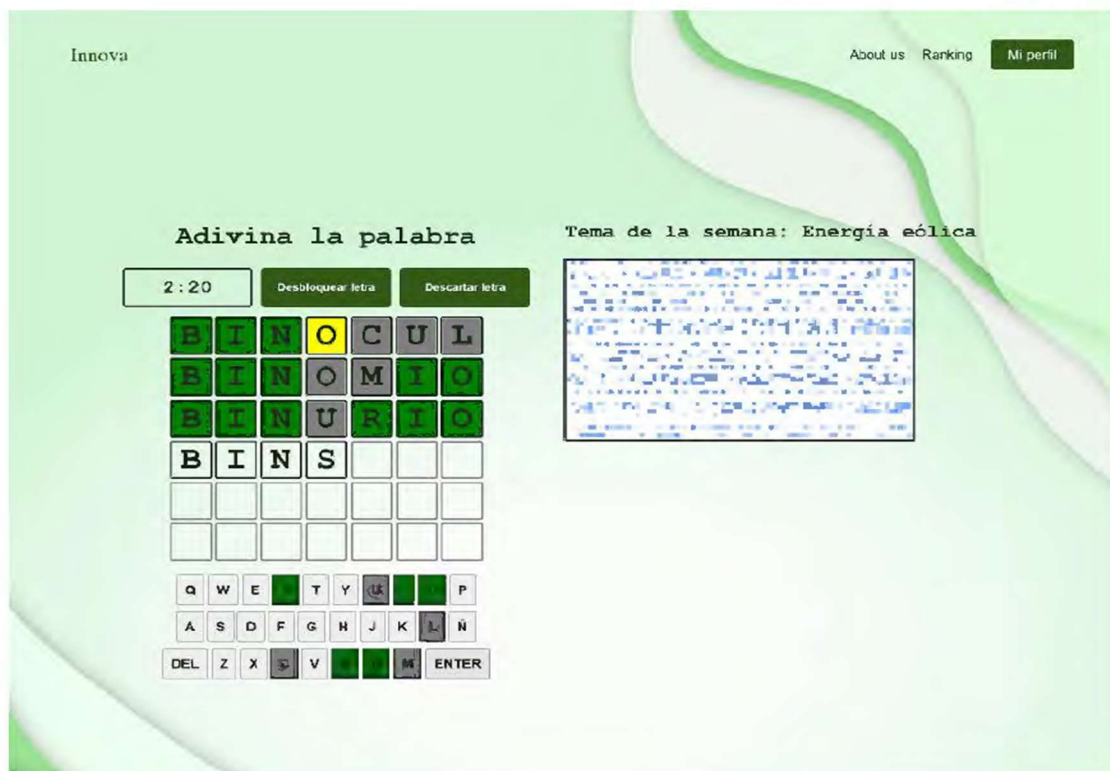 Innova
About us Ranking Mi perfil
Adivina la palabra
2:20 Desbloquear letra Descartar letra
B I N O C U L
B I N O M I O
B I N U R I O
B I N S
Q W E T Y U P
A S D F G H J K L Ñ
DEL Z X C V M ENTER
Tema de la semana: Energía eólica